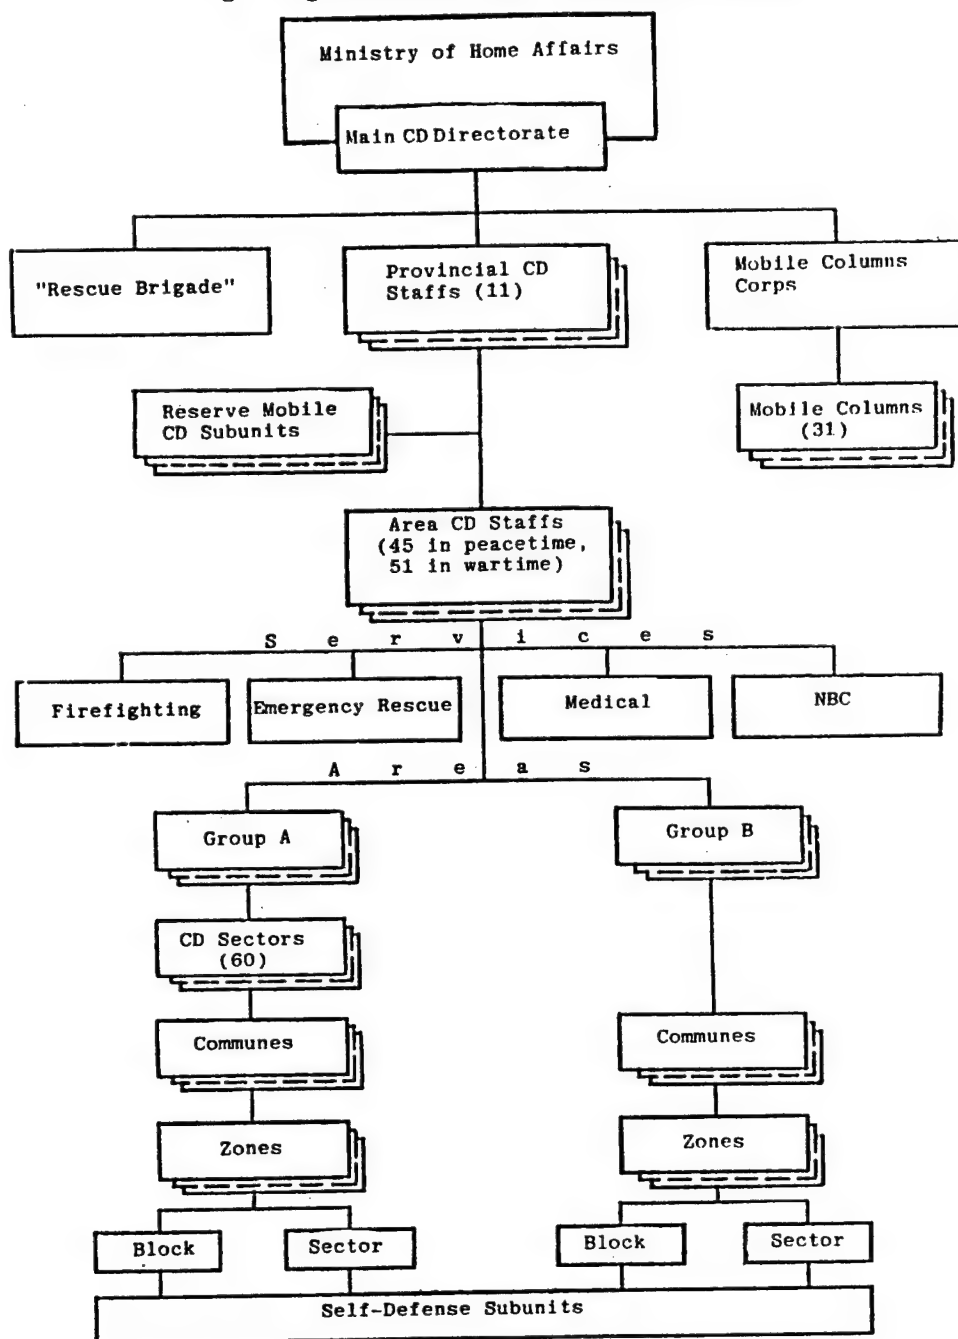 Ministry of Home Affairs
Main CD Directorate
"Rescue Brigade"
Provincial CD
Staffs (11)
Mobile Columns
Corps
Reserve Mobile
CD Subunits
Mobile Columns
(31)
Area CD Staffs
(45 in peacetime,
51 in wartime)
S e r v i c e s
Firefighting
Emergency Rescue
Medical
NBC
A r e a s
Group A
Group B
CD Sectors
(60)
Communes
Communes
Zones
Zones
Block
Sector
Block
Sector
Self-Defense Subunits